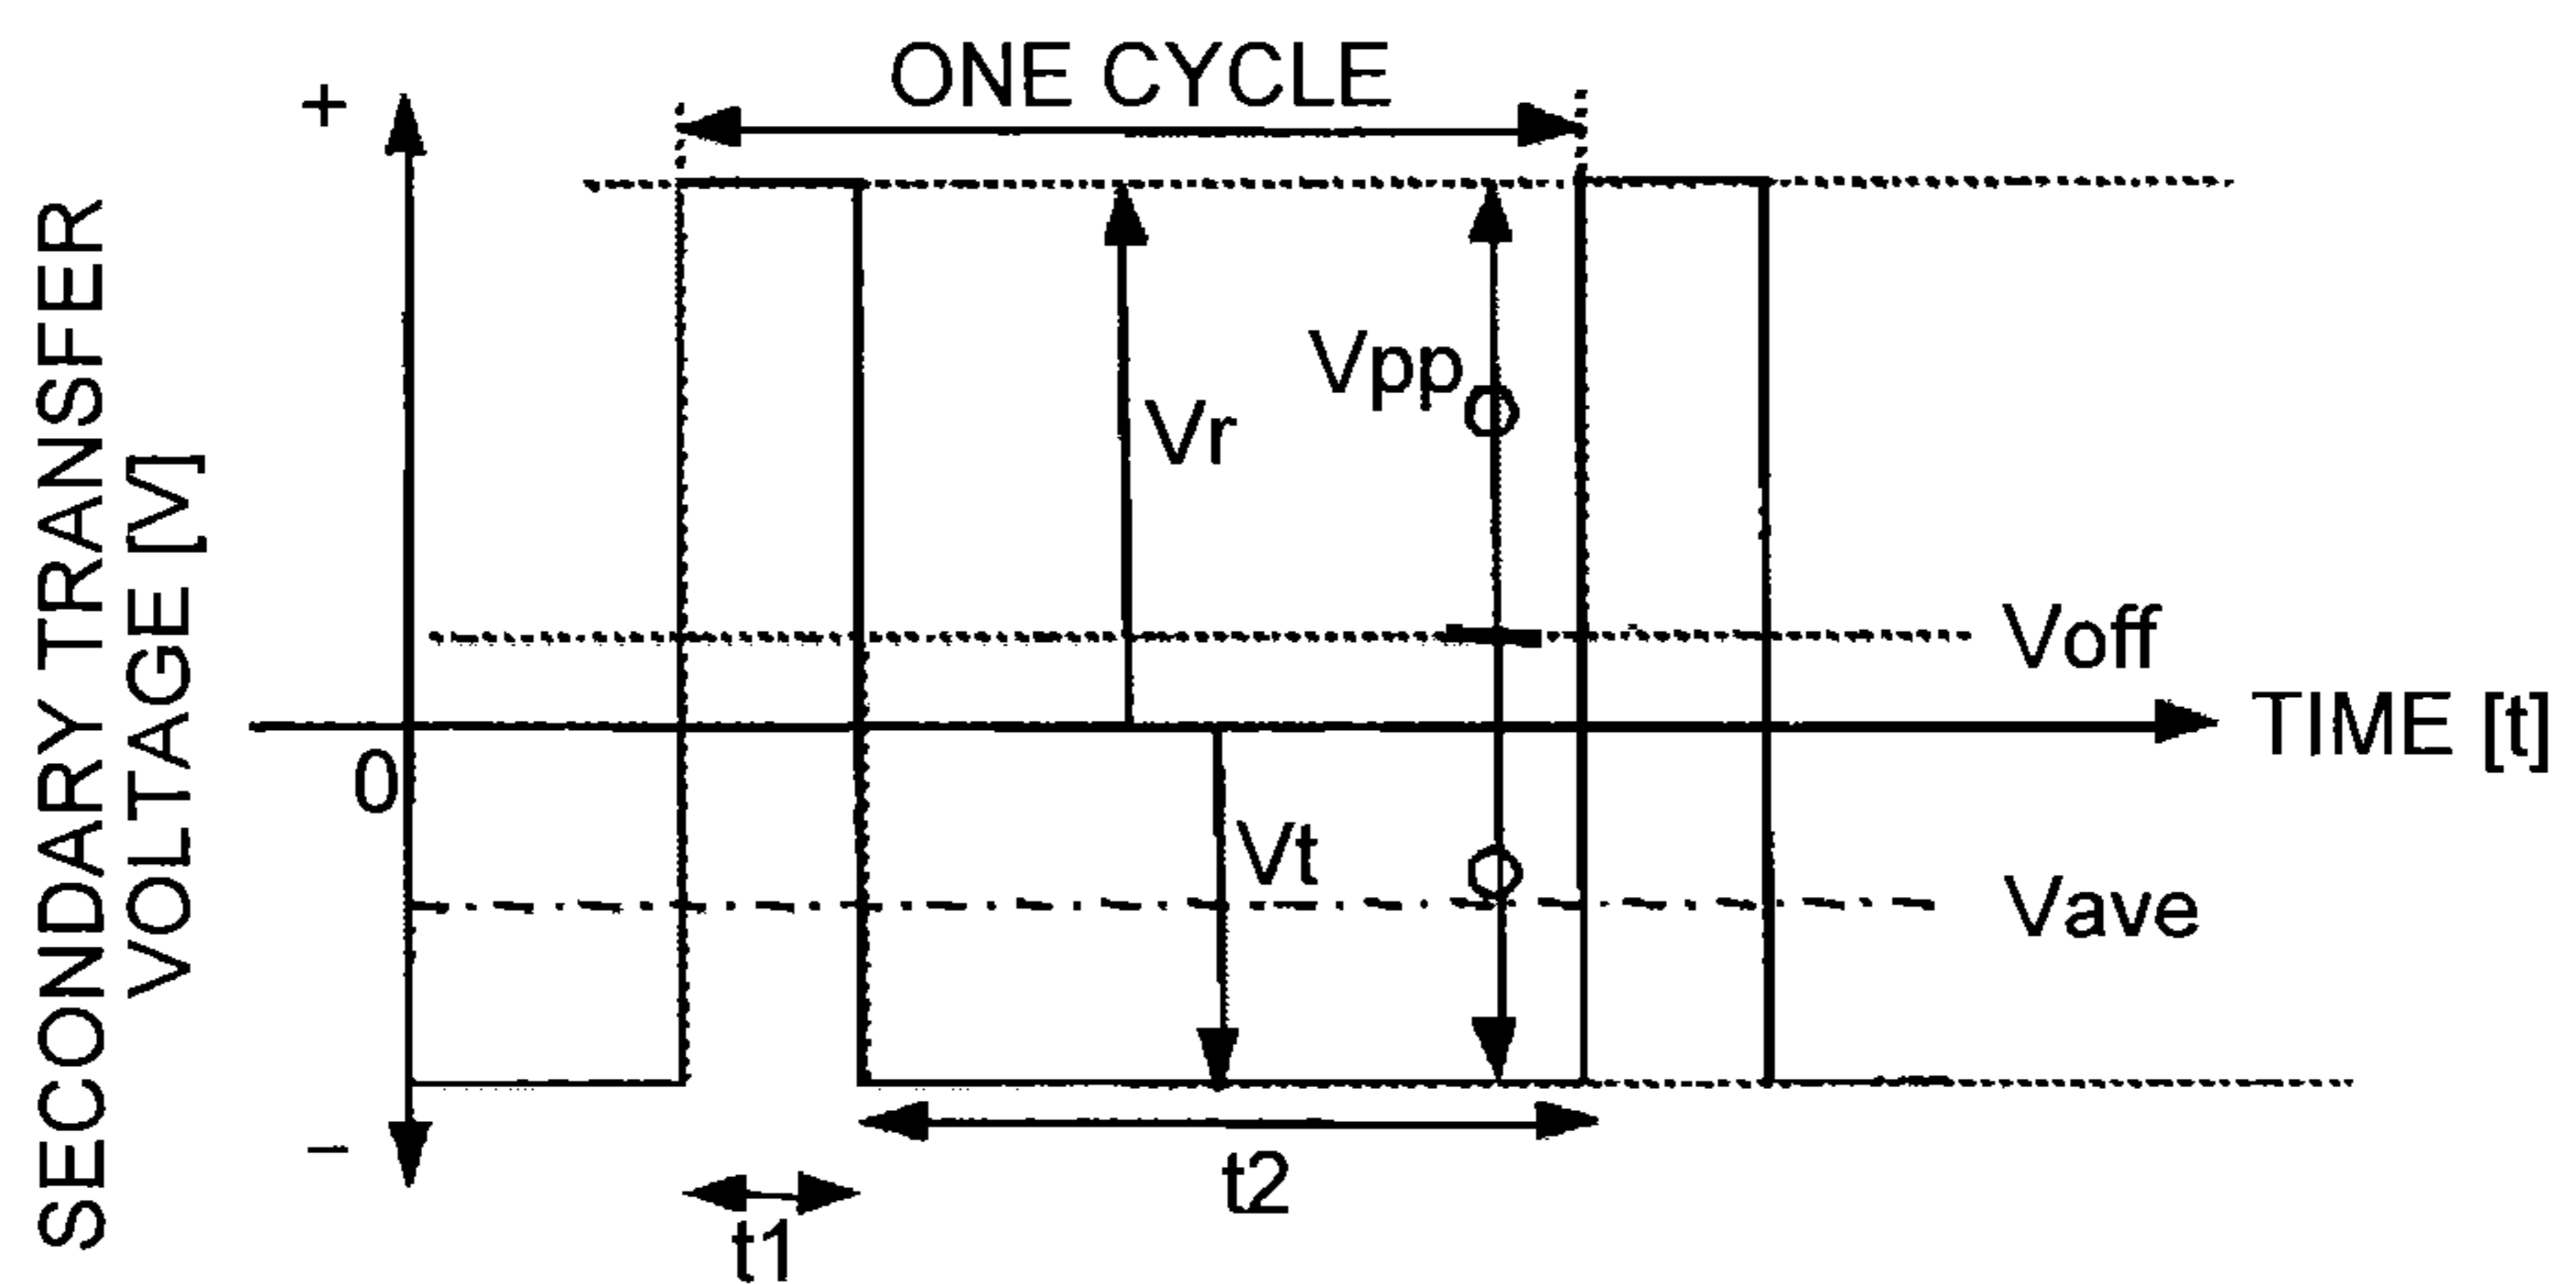 ONE CYCLE
+
SECONDARY TRANSFER
VOLTAGE [V]
Vpp
Vr
Voff
TIME [t]
0
Vt
Vave
−
t2
t1